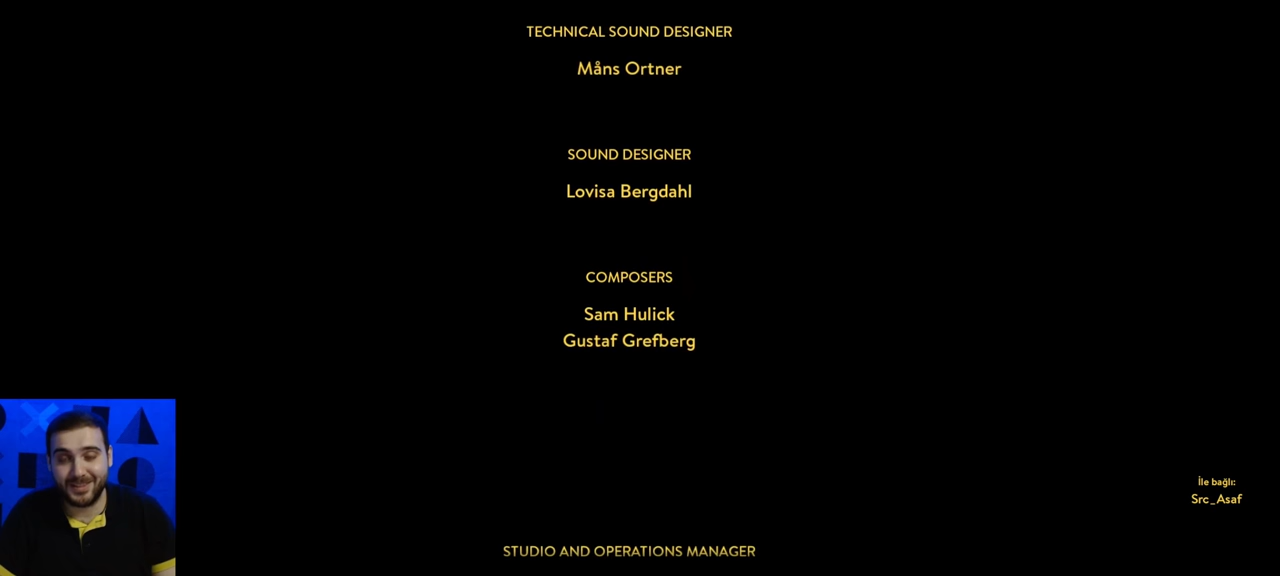 TECHNICAL SOUND DESIGNER
Måns Ortner
SOUND DESIGNER
Lovisa Bergdahl
COMPOSERS
Sam Hulick
Gustaf Grefberg
İle bağlı:
Src_Asaf
STUDIO AND OPERATIONS MANAGER